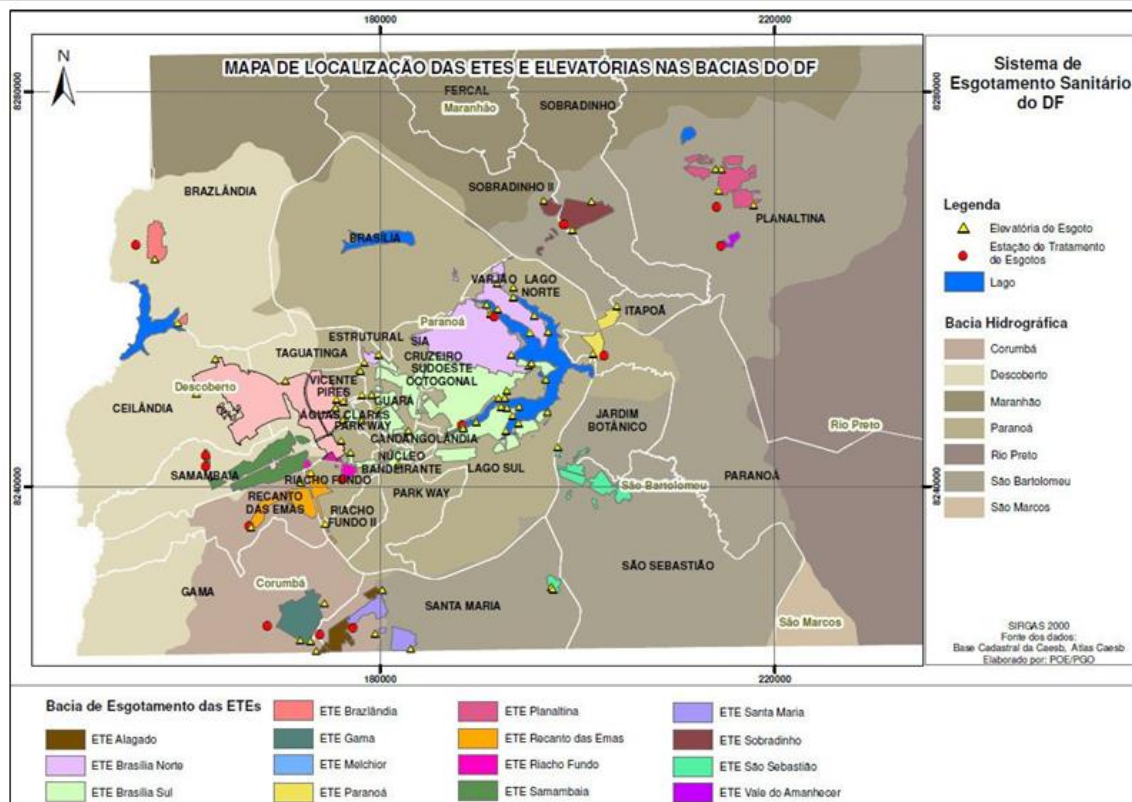 180000
220000
N
MAPA DE LOCALIZAÇÃO DAS ETES E ELEVATÓRIAS NAS BACIAS DO DF
8280000
8280000
FERCAL
Maranhão
SOBRADINHO
BRAZLÂNDIA
SOBRADINHO II
PLANALTINA
BRASÍLIA
VARJÃO
LAGO
NORTE
ITAPOÃ
Paranoá
ESTRUTURAL
SIA
TAGUATINGA
CRUZEIRO
SUDOESTE
OCTOGONAL
VICENTE
PIRES
Descoberto
GUARÁ
CEILÂNDIA
ÁGUAS CLARAS
PARK WAY
JARDIM
BOTÂNICO
Rio Preto
CANDANGOLÂNDIA
NÚCLEO
BANDEIRANTE
LAGO SUL
SAMAMBAIA
RIACHO FUNDO
São Bartolomeu
PARANOÁ
8240000
8240000
RECANTO
DAS EMAS
PARK WAY
RIACHO
FUNDO II
SÃO SEBASTIÃO
GAMA
Corumbá
SANTA MARIA
São Marcos
180000
220000
Sistema de
Esgotamento Sanitário
do DF
Legenda
Elevatória de Esgoto
Estação de Tratamento
de Esgotos
Lago
Bacia Hidrográfica
Corumbá
Descoberto
Maranhão
Paranoá
Rio Preto
São Bartolomeu
São Marcos
SIRGAS 2000
Fonte dos dados:
Base Cadastral da Caesb, Atlas Caesb
Elaborado por: POE/PGO
Bacia de Esgotamento das ETEs
ETE Alagado
ETE Brasília Norte
ETE Brasília Sul
ETE Brazlândia
ETE Gama
ETE Melchior
ETE Paranoá
ETE Planaltina
ETE Recanto das Emas
ETE Riacho Fundo
ETE Samambaia
ETE Santa Maria
ETE Sobradinho
ETE São Sebastião
ETE Vale do Amanhecer